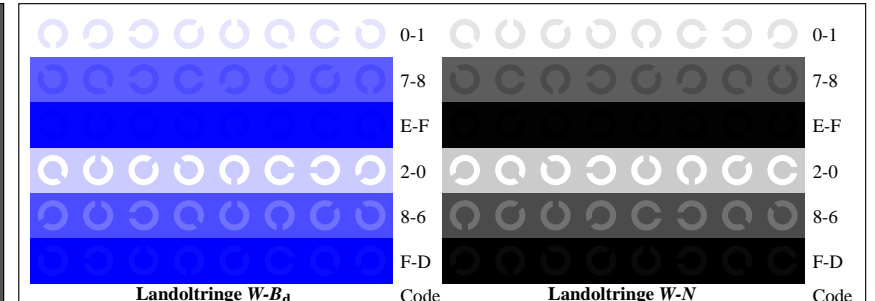 0-1 0-1
7-8 7-8
E-F E-F
2-0 2-0
8-6 8-6
F-D F-D
Landoltringe W-Bd Code Landoltringe W-N Code